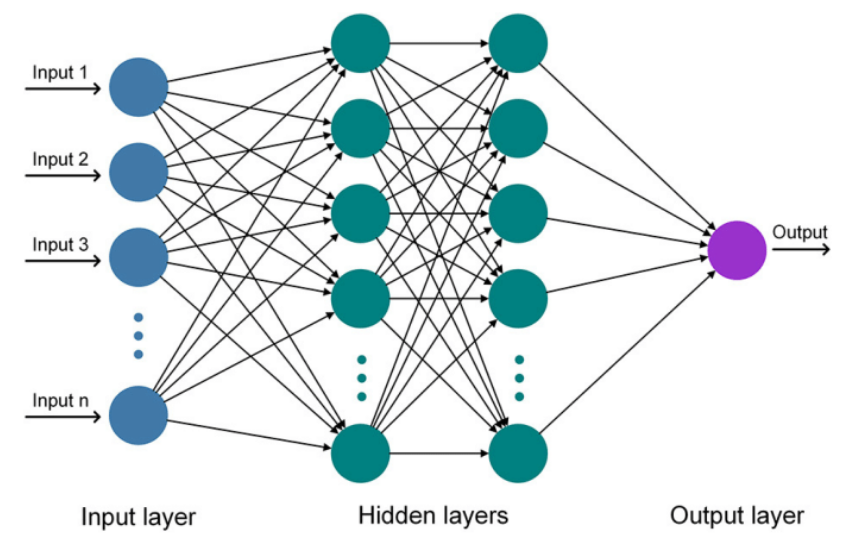 Input 1
Input 2
Input 3
Input n
Output
Input layer
Hidden layers
Output layer